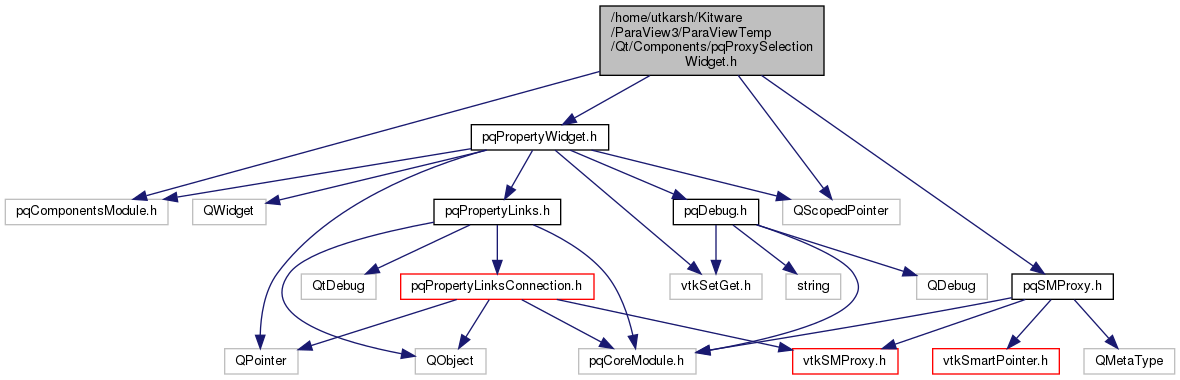 /home/utkarsh/Kitware
/ParaView3/ParaViewTemp
/Qt/Components/pqProxySelection
Widget.h
pqPropertyWidget.h
pqComponentsModule.h
QWidget
pqPropertyLinks.h
pqDebug.h
QScopedPointer
QtDebug
pqPropertyLinksConnection.h
vtkSetGet.h
string
QDebug
pqSMProxy.h
QPointer
QObject
pqCoreModule.h
vtkSMProxy.h
vtkSmartPointer.h
QMetaType